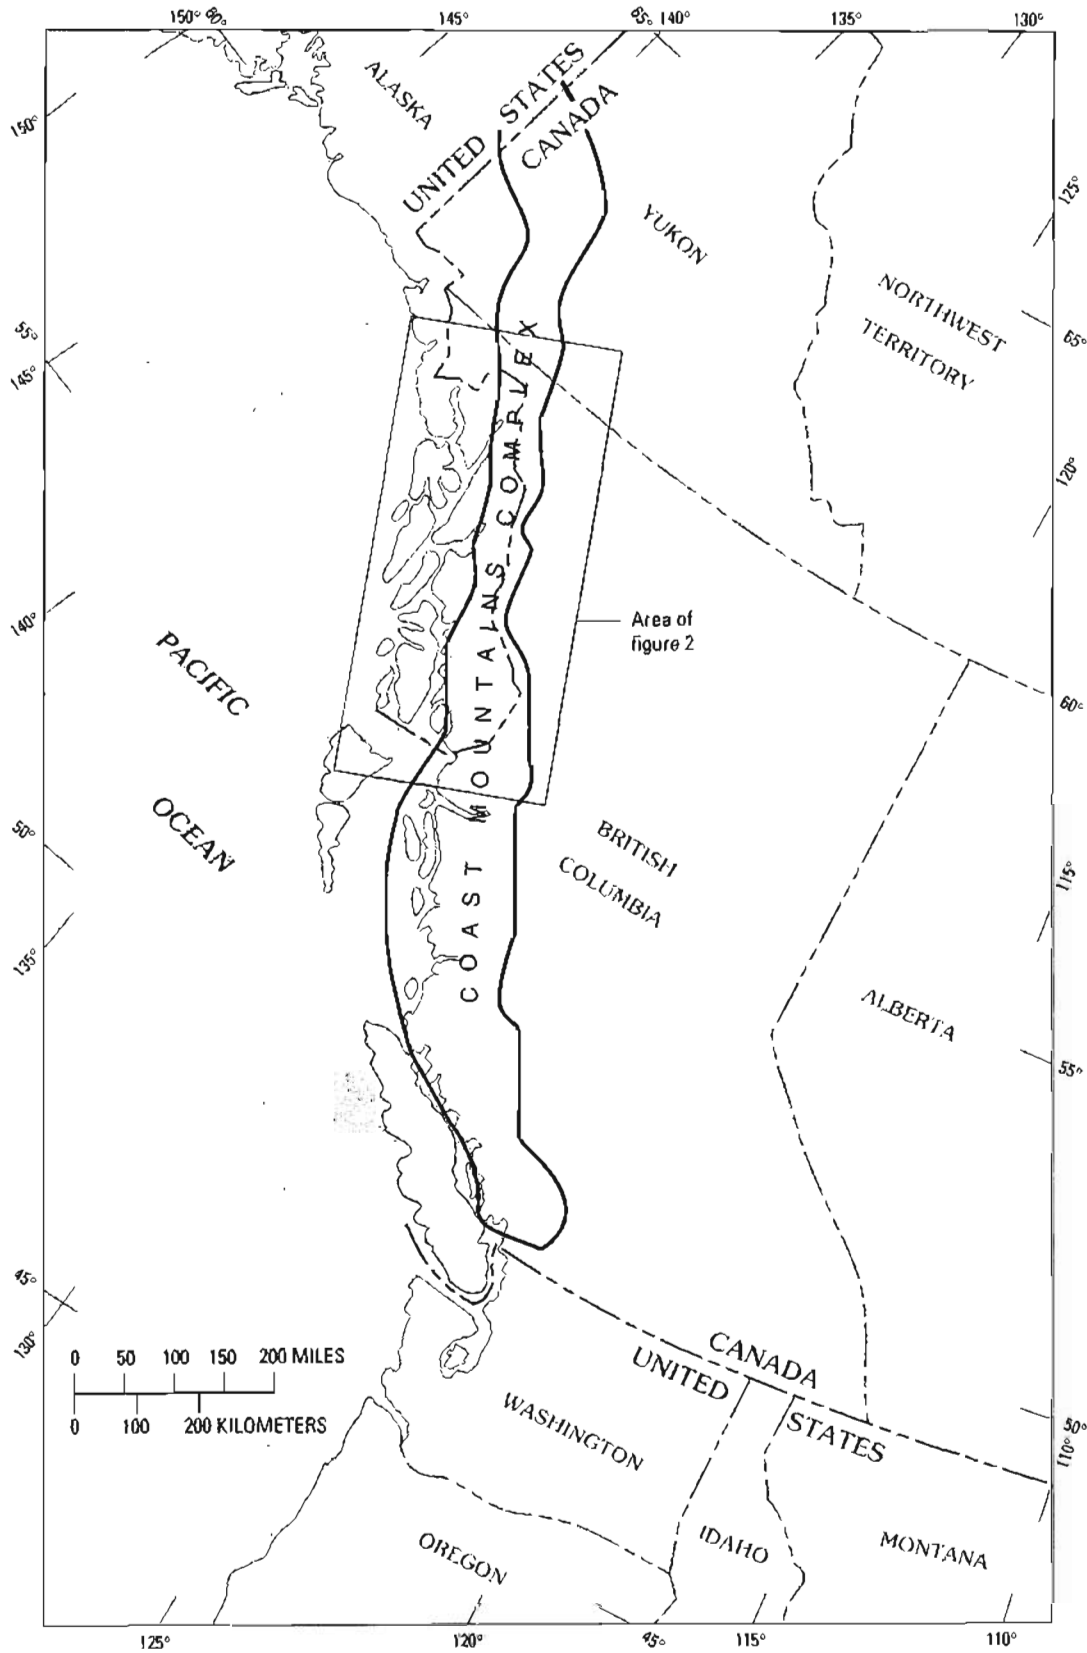 150° 60° 145° 65° 140° 135° 130°
ALASKA
UNITED STATES
CANADA
150°
125°
YUKON
NORTHWEST
TERRITORY
55°
145°
65°
120°
COAST MOUNTAINS COMPLEX
140°
Area of
figure 2
PACIFIC
OCEAN
60°
50°
BRITISH
COLUMBIA
115°
135°
ALBERTA
55°
45°
130°
0 50 100 150 200 MILES
0 100 200 KILOMETERS
CANADA
UNITED STATES
WASHINGTON
50°
110°
OREGON
IDAHO
MONTANA
125° 120° 45° 115° 110°